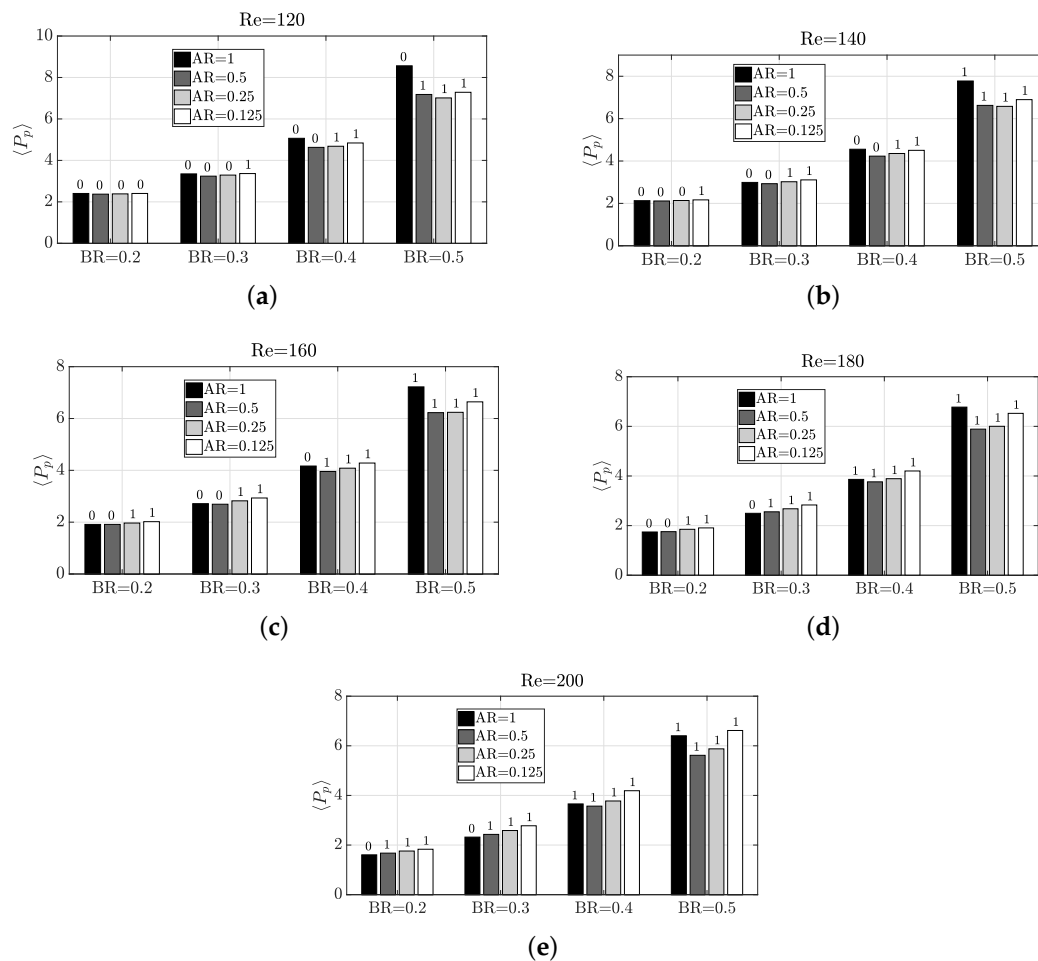 Re=120
10
8
6
4
2
0
⟨P_p⟩
AR=1
AR=0.5
AR=0.25
AR=0.125
0 0 0 0
0 0 0 1
0 0 1 1
0 1 1 1
BR=0.2 BR=0.3 BR=0.4 BR=0.5
(a)
Re=140
8
6
4
2
0
⟨P_p⟩
AR=1
AR=0.5
AR=0.25
AR=0.125
0 0 0 1
0 0 1 1
0 0 1 1
1 1 1 1
BR=0.2 BR=0.3 BR=0.4 BR=0.5
(b)
Re=160
8
6
4
2
0
⟨P_p⟩
AR=1
AR=0.5
AR=0.25
AR=0.125
0 0 1 1
0 0 1 1
0 1 1 1
1 1 1 1
BR=0.2 BR=0.3 BR=0.4 BR=0.5
(c)
Re=180
8
6
4
2
0
⟨P_p⟩
AR=1
AR=0.5
AR=0.25
AR=0.125
0 0 1 1
0 1 1 1
1 1 1 1
1 1 1 1
BR=0.2 BR=0.3 BR=0.4 BR=0.5
(d)
Re=200
8
6
4
2
0
⟨P_p⟩
AR=1
AR=0.5
AR=0.25
AR=0.125
0 1 1 1
0 1 1 1
1 1 1 1
1 1 1 1
BR=0.2 BR=0.3 BR=0.4 BR=0.5
(e)